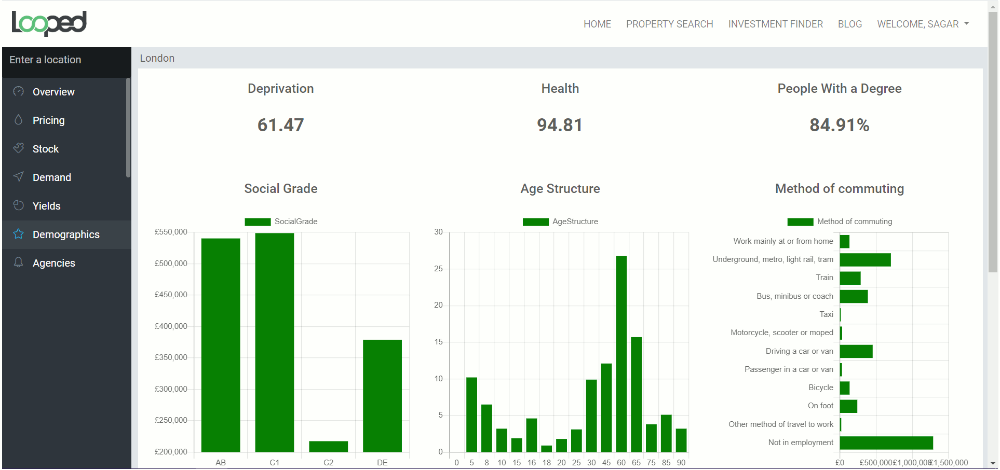 Looped
HOME PROPERTY SEARCH INVESTMENT FINDER BLOG WELCOME, SAGAR
Enter a location
Overview
Pricing
Stock
Demand
Yields
Demographics
Agencies
London
Deprivation
61.47
Health
94.81
People With a Degree
84.91%
Social Grade
SocialGrade
£550,000
£500,000
£450,000
£400,000
£350,000
£300,000
£250,000
£200,000
AB C1 C2 DE
Age Structure
AgeStructure
30
25
20
15
10
5
0
0 5 8 10 15 16 18 20 25 30 45 60 65 75 85 90
Method of commuting
Method of commuting
Work mainly at or from home
Underground, metro, light rail, tram
Train
Bus, minibus or coach
Taxi
Motorcycle, scooter or moped
Driving a car or van
Passenger in a car or van
Bicycle
On foot
Other method of travel to work
Not in employment
£0 £500,000 £1,000,000 £1,500,000